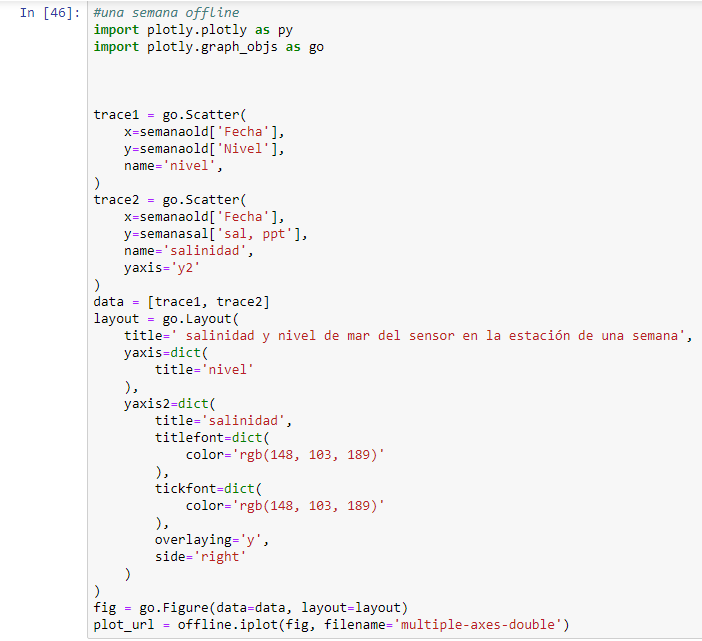 In [46]: #una semana offline
import plotly.plotly as py
import plotly.graph_objs as go
trace1 = go.Scatter(
    x=semanaold['Fecha'],
    y=semanaold['Nivel'],
    name='nivel',
)
trace2 = go.Scatter(
    x=semanaold['Fecha'],
    y=semanasal['sal, ppt'],
    name='salinidad',
    yaxis='y2'
)
data = [trace1, trace2]
layout = go.Layout(
    title=' salinidad y nivel de mar del sensor en la estación de una semana',
    yaxis=dict(
        title='nivel'
    ),
    yaxis2=dict(
        title='salinidad',
        titlefont=dict(
            color='rgb(148, 103, 189)'
        ),
        tickfont=dict(
            color='rgb(148, 103, 189)'
        ),
        overlaying='y',
        side='right'
    )
)
fig = go.Figure(data=data, layout=layout)
plot_url = offline.iplot(fig, filename='multiple-axes-double')